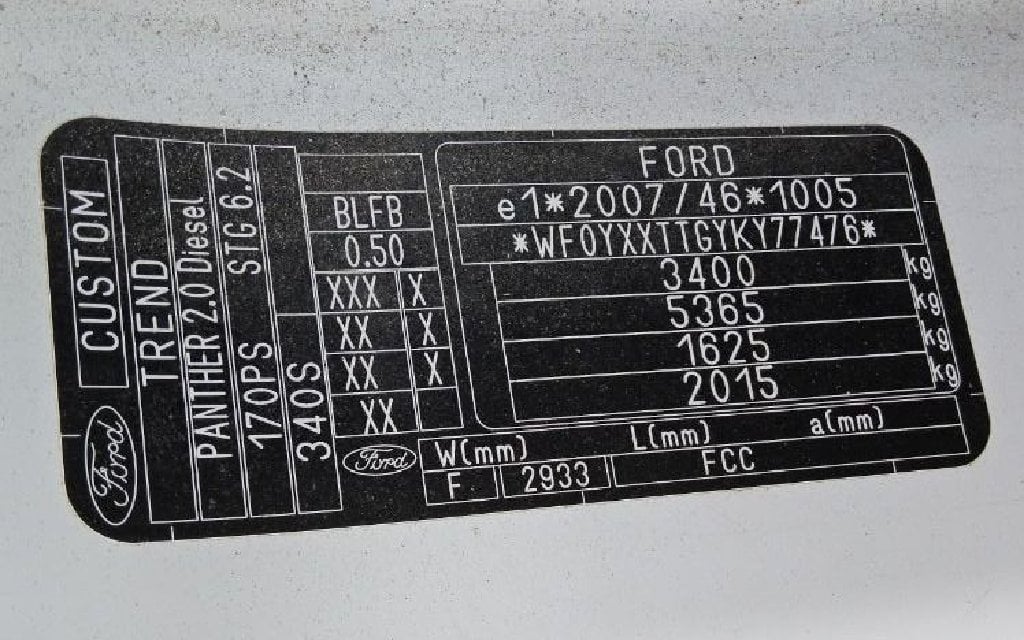 CUSTOM
Ford
TREND
PANTHER 2.0 Diesel
STG 6.2
170PS
340S
BLFB
0.50
XXX X
XX X
XX X
XX
Ford
FORD
e1*2007/46*1005
*WF0YXXTTGYKY77476*
3400 kg
5365 kg
1625 kg
2015 kg
W(mm) L(mm) a(mm)
F 2933 FCC